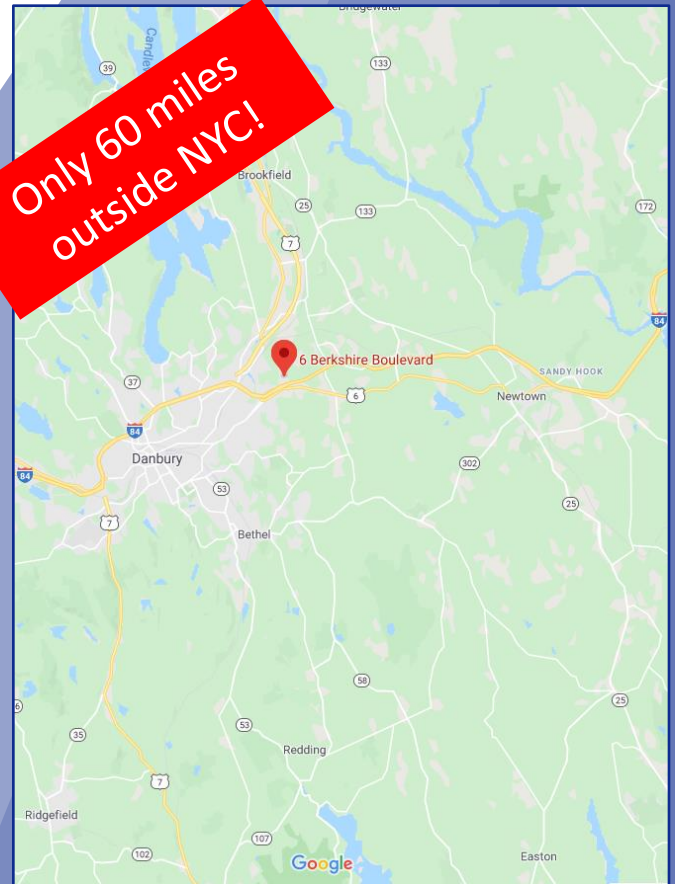 Bridgewater
Candlew
39
133
Only 60 miles
outside NYC!
Brookfield
25
133
172
7
84
6 Berkshire Boulevard
SANDY HOOK
37
6
Newtown
84
Danbury
302
84
53
25
7
Bethel
58
25
6
53
35
Redding
7
Ridgefield
107
102
Easton
Google